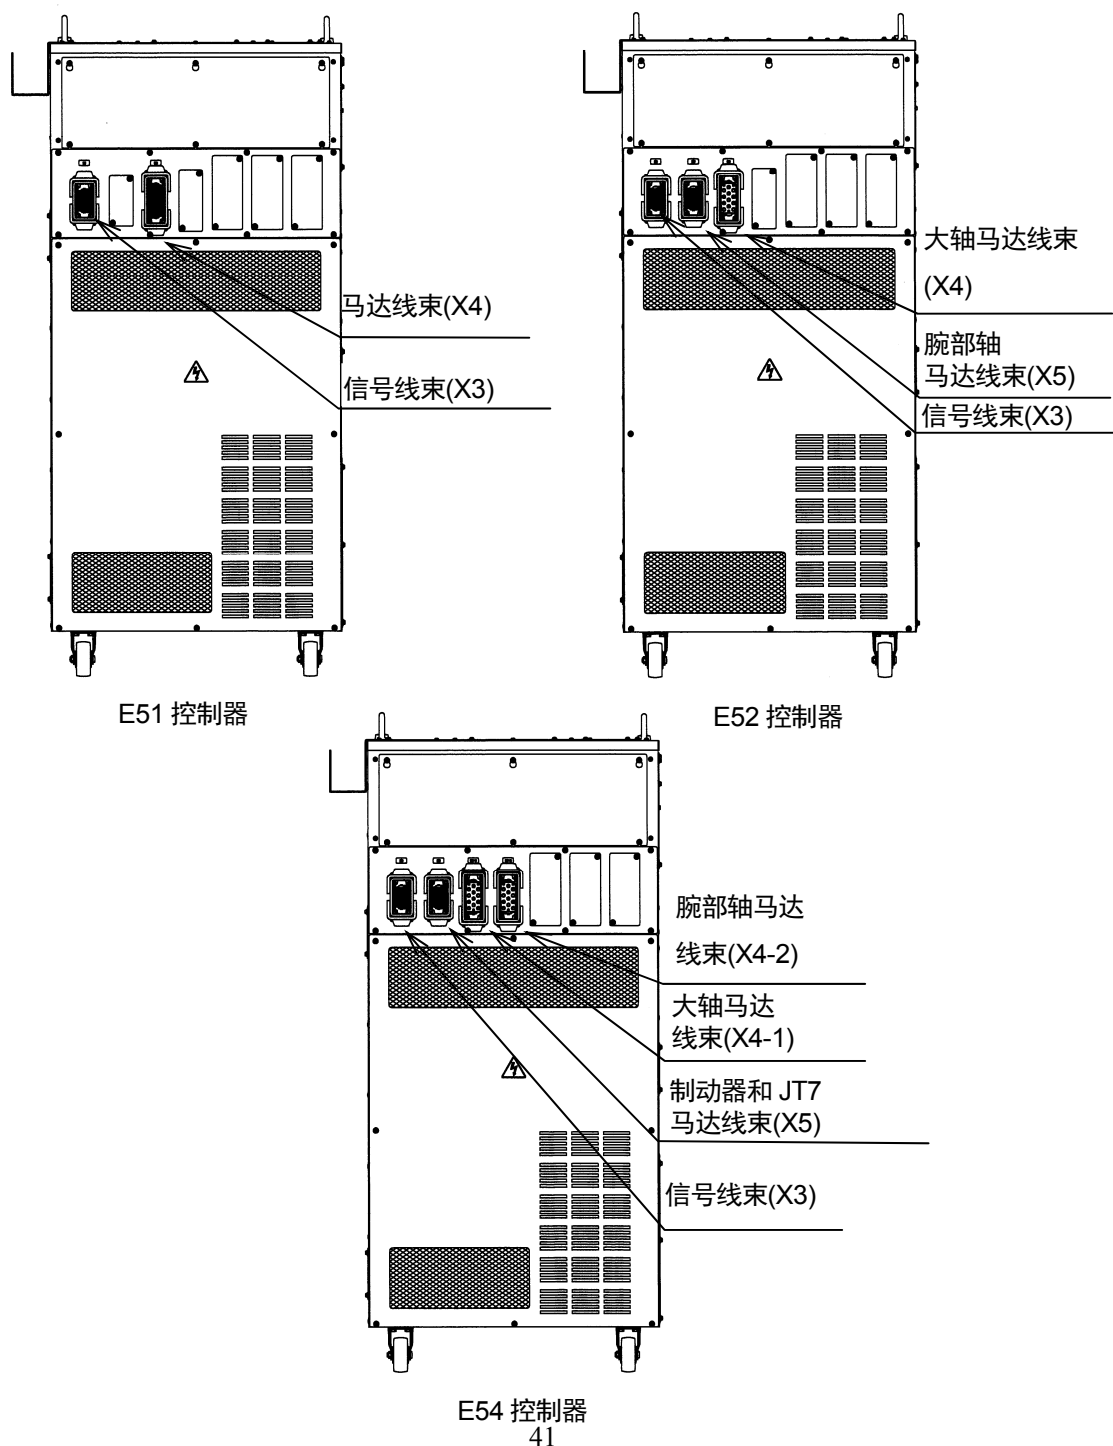 马达线束(X4)
信号线束(X3)
E51 控制器
大轴马达线束
(X4)
腕部轴
马达线束(X5)
信号线束(X3)
E52 控制器
腕部轴马达
线束(X4-2)
大轴马达
线束(X4-1)
制动器和 JT7
马达线束(X5)
信号线束(X3)
E54 控制器
41